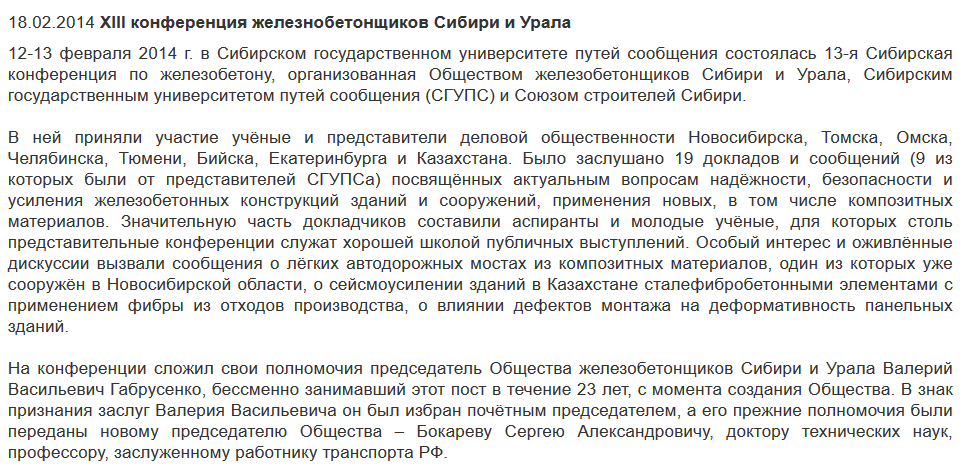 18.02.2014 XIII конференция железнобетонщиков Сибири и Урала
12-13 февраля 2014 г. в Сибирском государственном университете путей сообщения состоялась 13-я Сибирская
конференция по железобетону, организованная Обществом железобетонщиков Сибири и Урала, Сибирским
государственным университетом путей сообщения (СГУПС) и Союзом строителей Сибири.
В ней приняли участие учёные и представители деловой общественности Новосибирска, Томска, Омска,
Челябинска, Тюмени, Бийска, Екатеринбурга и Казахстана. Было заслушано 19 докладов и сообщений (9 из
которых были от представителей СГУПСа) посвящённых актуальным вопросам надёжности, безопасности и
усиления железобетонных конструкций зданий и сооружений, применения новых, в том числе композитных
материалов. Значительную часть докладчиков составили аспиранты и молодые учёные, для которых столь
представительные конференции служат хорошей школой публичных выступлений. Особый интерес и оживлённые
дискуссии вызвали сообщения о лёгких автодорожных мостах из композитных материалов, один из которых уже
сооружён в Новосибирской области, о сейсмоусилении зданий в Казахстане сталефибробетонными элементами с
применением фибры из отходов производства, о влиянии дефектов монтажа на деформативность панельных
зданий.
На конференции сложил свои полномочия председатель Общества железобетонщиков Сибири и Урала Валерий
Васильевич Габрусенко, бессменно занимавший этот пост в течение 23 лет, с момента создания Общества. В знак
признания заслуг Валерия Васильевича он был избран почётным председателем, а его прежние полномочия были
переданы новому председателю Общества – Бокареву Сергею Александровичу, доктору технических наук,
профессору, заслуженному работнику транспорта РФ.